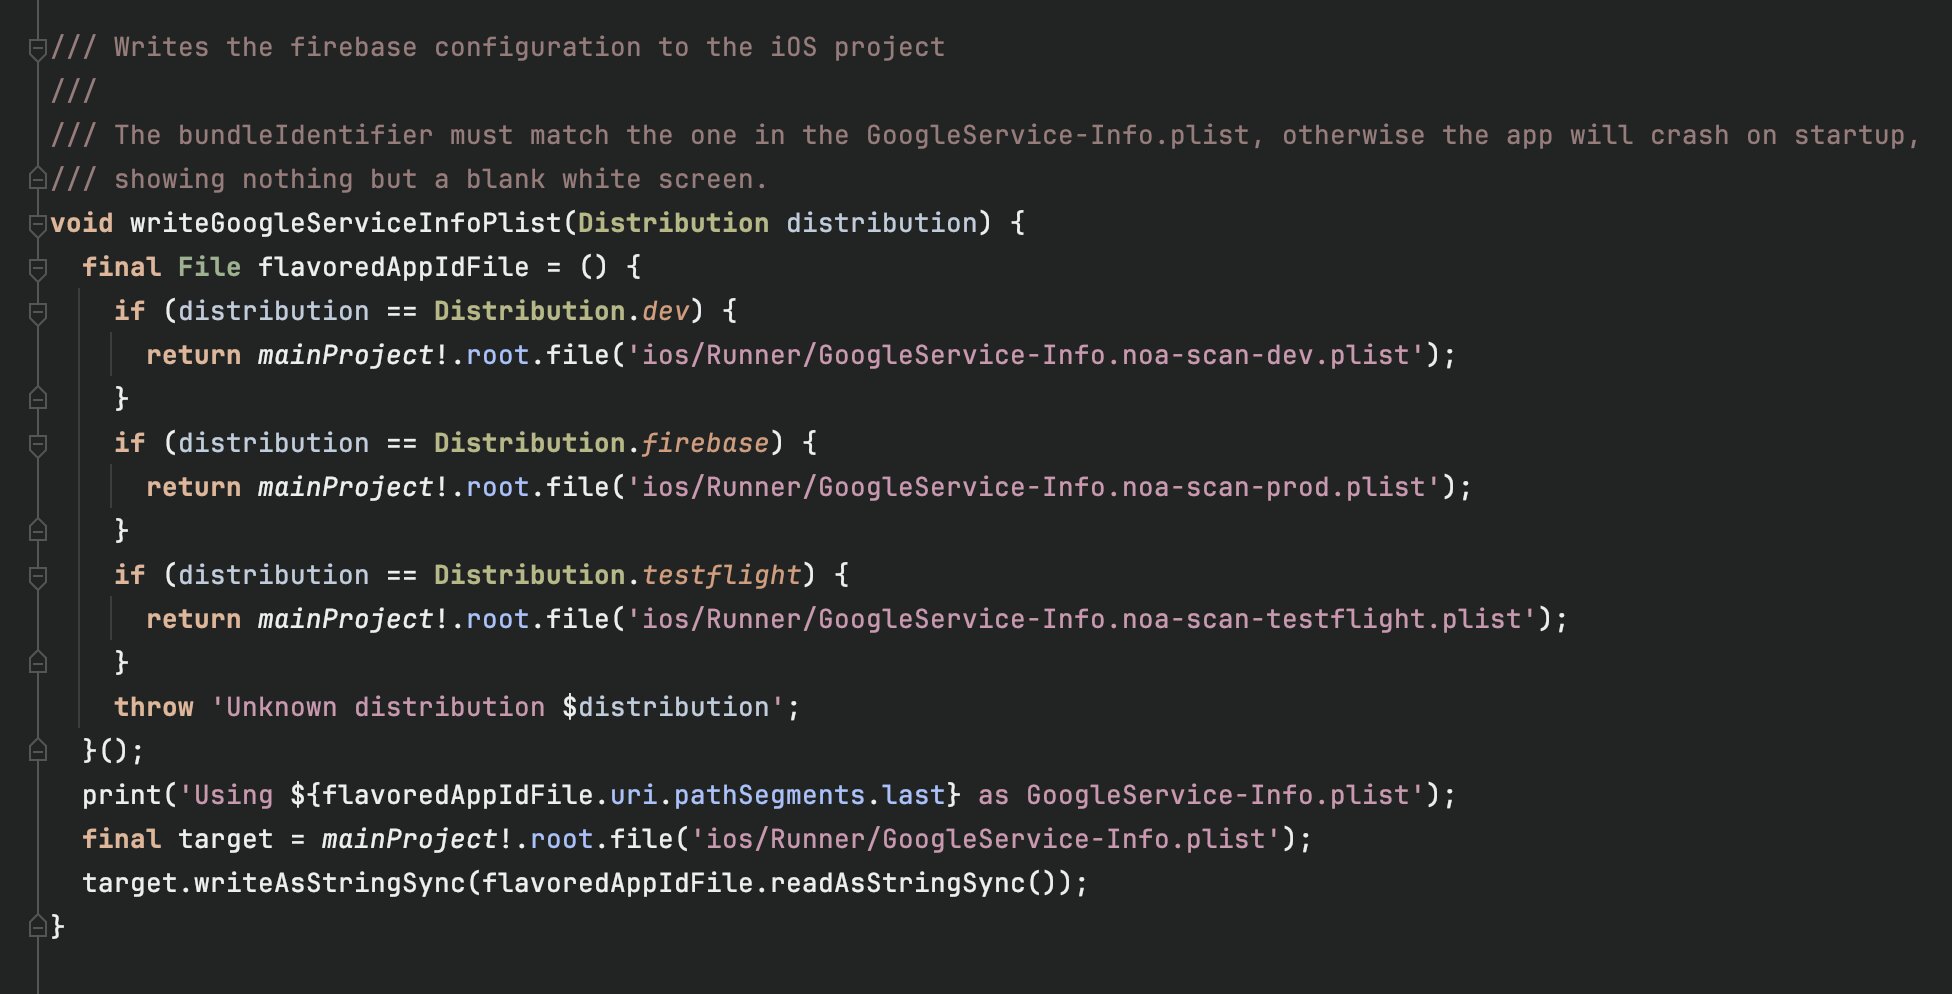 /// Writes the firebase configuration to the iOS project
///
/// The bundleIdentifier must match the one in the GoogleService-Info.plist, otherwise the app will crash on startup,
/// showing nothing but a blank white screen.
void writeGoogleServiceInfoPlist(Distribution distribution) {
  final File flavoredAppIdFile = () {
    if (distribution == Distribution.dev) {
      return mainProject!.root.file('ios/Runner/GoogleService-Info.noa-scan-dev.plist');
    }
    if (distribution == Distribution.firebase) {
      return mainProject!.root.file('ios/Runner/GoogleService-Info.noa-scan-prod.plist');
    }
    if (distribution == Distribution.testflight) {
      return mainProject!.root.file('ios/Runner/GoogleService-Info.noa-scan-testflight.plist');
    }
    throw 'Unknown distribution $distribution';
  }();
  print('Using ${flavoredAppIdFile.uri.pathSegments.last} as GoogleService-Info.plist');
  final target = mainProject!.root.file('ios/Runner/GoogleService-Info.plist');
  target.writeAsStringSync(flavoredAppIdFile.readAsStringSync());
}